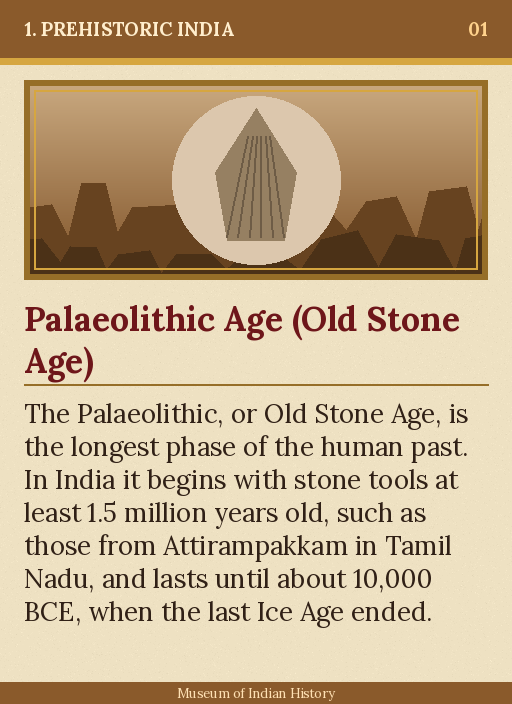 1. PREHISTORIC INDIA
01
Palaeolithic Age (Old Stone
Age)
The Palaeolithic, or Old Stone Age, is
the longest phase of the human past.
In India it begins with stone tools at
least 1.5 million years old, such as
those from Attirampakkam in Tamil
Nadu, and lasts until about 10,000
BCE, when the last Ice Age ended.
Museum of Indian History